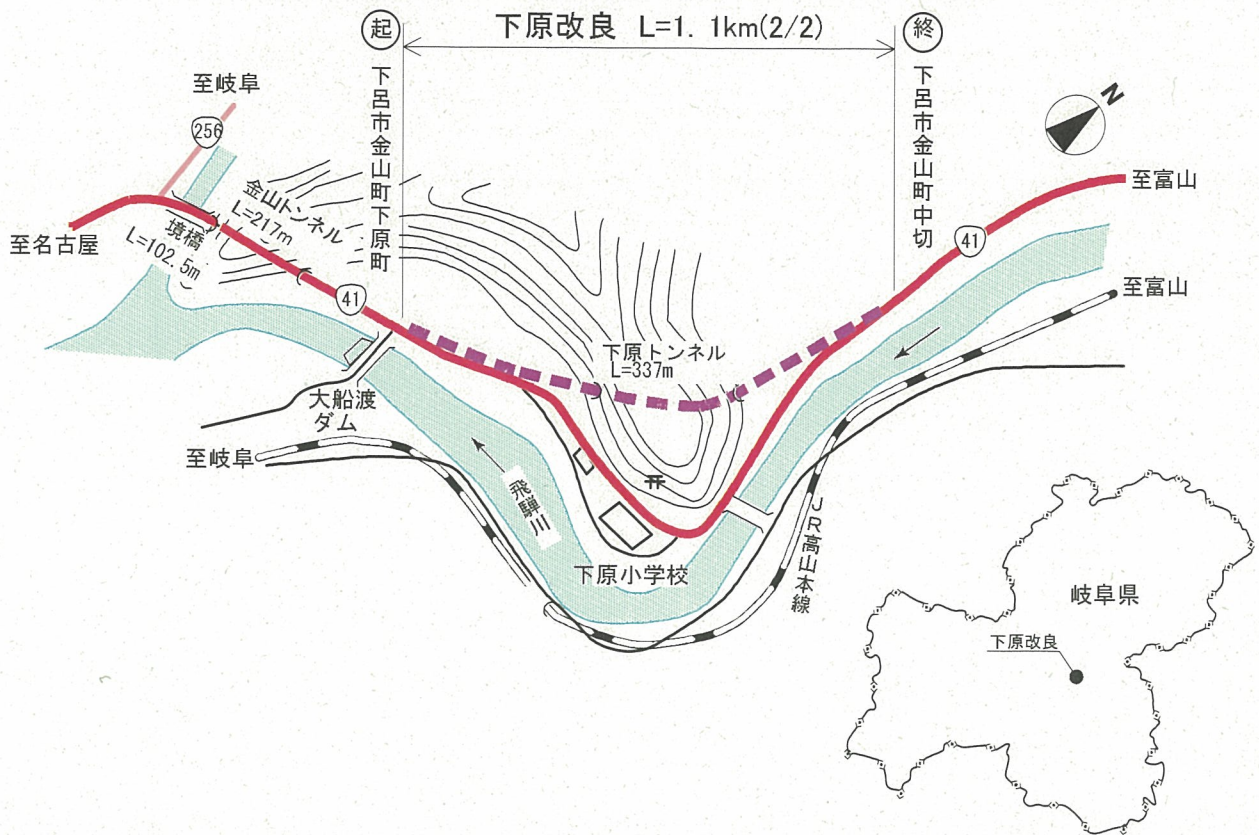 起
下原改良 L=1. 1km(2/2)
終
下呂市金山町下原町
下呂市金山町中切
至岐阜
256
N
金山トンネル
L=217m
境橋
L=102.5m
至名古屋
至富山
41
41
至富山
下原トンネル
L=337m
大船渡
ダム
至岐阜
飛騨川
JR高山本線
下原小学校
岐阜県
下原改良